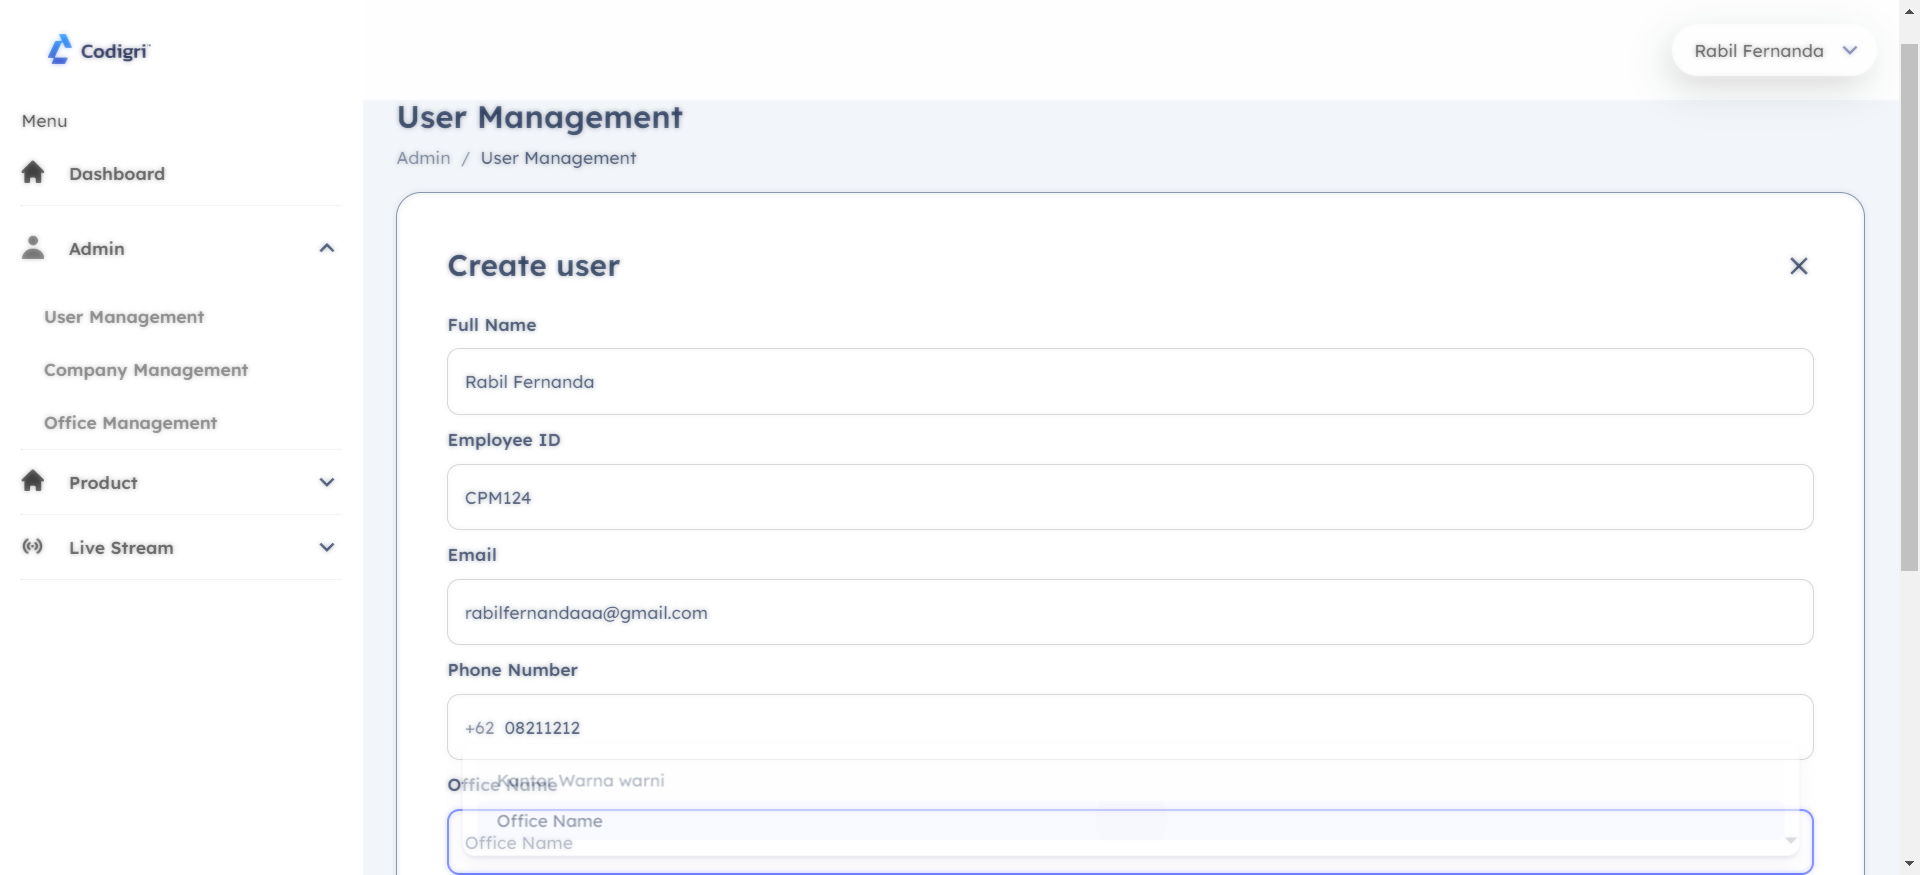 Codigri
Rabil Fernanda
Menu
Dashboard
Admin
User Management
Company Management
Office Management
Product
Live Stream
User Management
Admin / User Management
Create user
Full Name
Rabil Fernanda
Employee ID
CPM124
Email
rabilfernandaaa@gmail.com
Phone Number
+62 08211212
Office Name
Kantor Warna warni
Office Name
Office Name